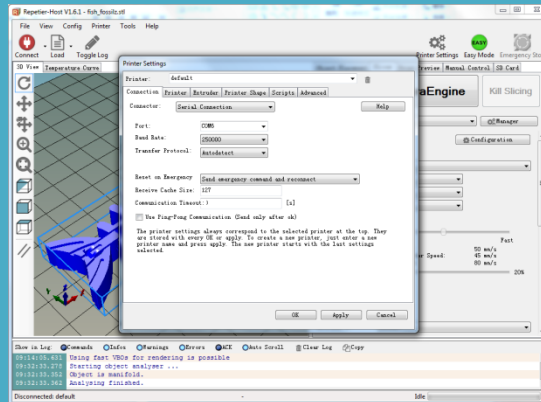 Repetier-Host V1.6.1 - fish_fossils.stl
File View Config Printer Tools Help
Connect Load Toggle Log Printer Settings Easy Mode Emergency Sto
EASY
3D View Temperature Curve Preview Manual Control SD Card
Printer Settings
Printer: default
Connection Printer Extruder Printer Shape Scripts Advanced
Connector: Serial Connection Help
Port: COM5
Baud Rate: 250000
Transfer Protocol: Autodetect
Reset on Emergency Send emergency command and reconnect
Receive Cache Size: 127
Communication Timeout: [s]
Use Ping-Pong Communication (Send only after ok)
The printer settings always correspond to the selected printer at the top. They
are stored with every OK or apply. To create a new printer, just enter a new
printer name and press apply. The new printer starts with the last settings
selected.
OK Apply Cancel
raEngine Kill Slicing
Manager
Configuration
Fast
50 mm/s
r Speed: 45 mm/s
60 mm/s
20%
Show in Log: Commands Infos Warnings Errors ACK Auto Scroll Clear Log Copy
Using fast VBOs for rendering is possible
09:32:33.275 Starting object analyser ...
09:32:33.352 Object is manifold.
09:32:33.362 Analysing finished.
Disconnected: default - Idle